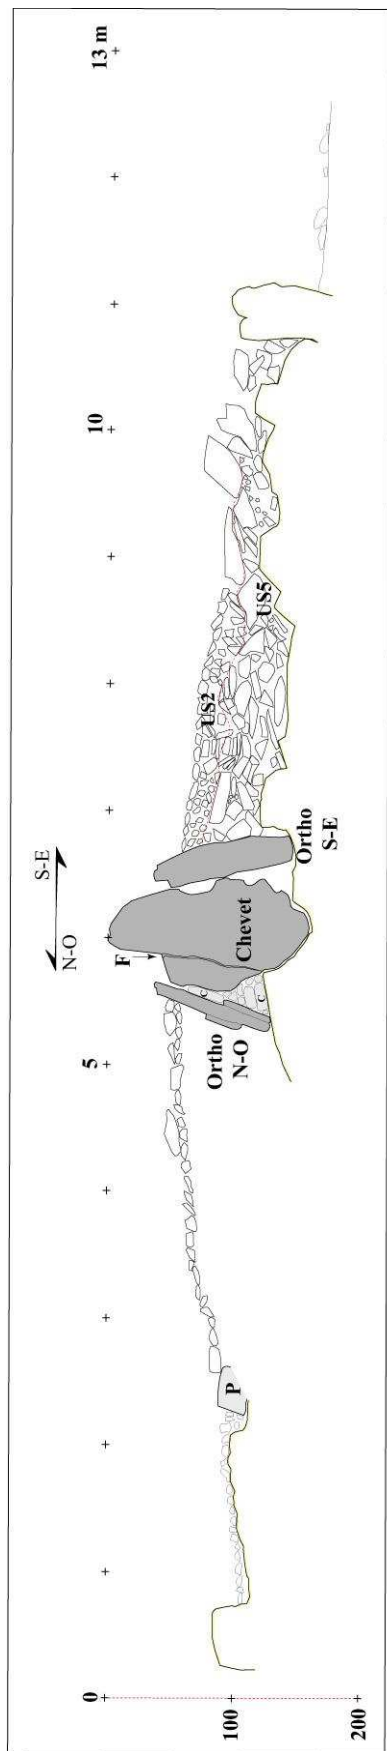 0
5
10
13 m
100
200
N-O
S-E
F
P
Ortho
N-O
C
C
Chevet
Ortho
S-E
US2
US5